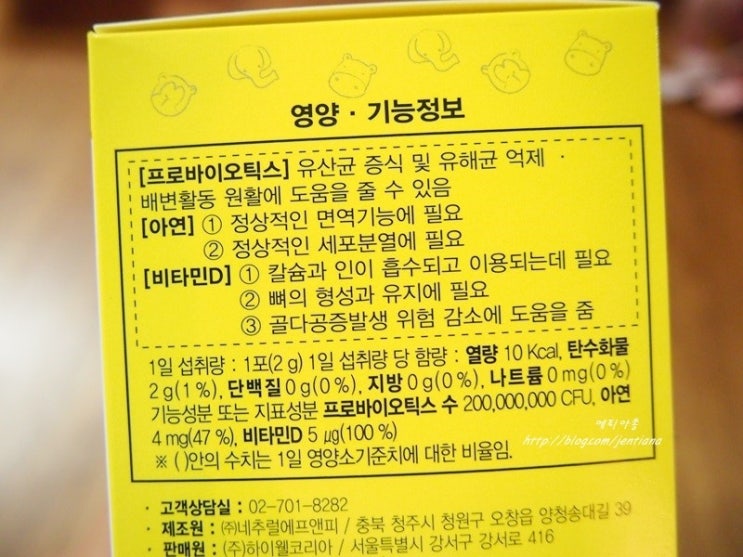 영양 · 기능정보
[프로바이오틱스] 유산균 증식 및 유해균 억제 ·
배변활동 원활에 도움을 줄 수 있음
[아연] ① 정상적인 면역기능에 필요
② 정상적인 세포분열에 필요
[비타민D] ① 칼슘과 인이 흡수되고 이용되는데 필요
② 뼈의 형성과 유지에 필요
③ 골다공증발생 위험 감소에 도움을 줌
1일 섭취량 : 1포(2 g) 1일 섭취량 당 함량 : 열량 10 Kcal, 탄수화물
2 g(1 %), 단백질 0 g(0 %), 지방 0 g(0 %), 나트륨 0 mg(0 %)
기능성분 또는 지표성분 프로바이오틱스 수 200,000,000 CFU, 아연
4 mg(47 %), 비타민D 5 µg(100 %)
※ ( )안의 수치는 1일 영양소기준치에 대한 비율임.
http://blog.com/jentiana
· 고객상담실 : 02-701-8282
· 제조원 : ㈜네추럴에프앤피 / 충북 청주시 청원구 오창읍 양청송대길 39
· 판매원 : (주)하이웰코리아 / 서울특별시 강서구 강서로 416